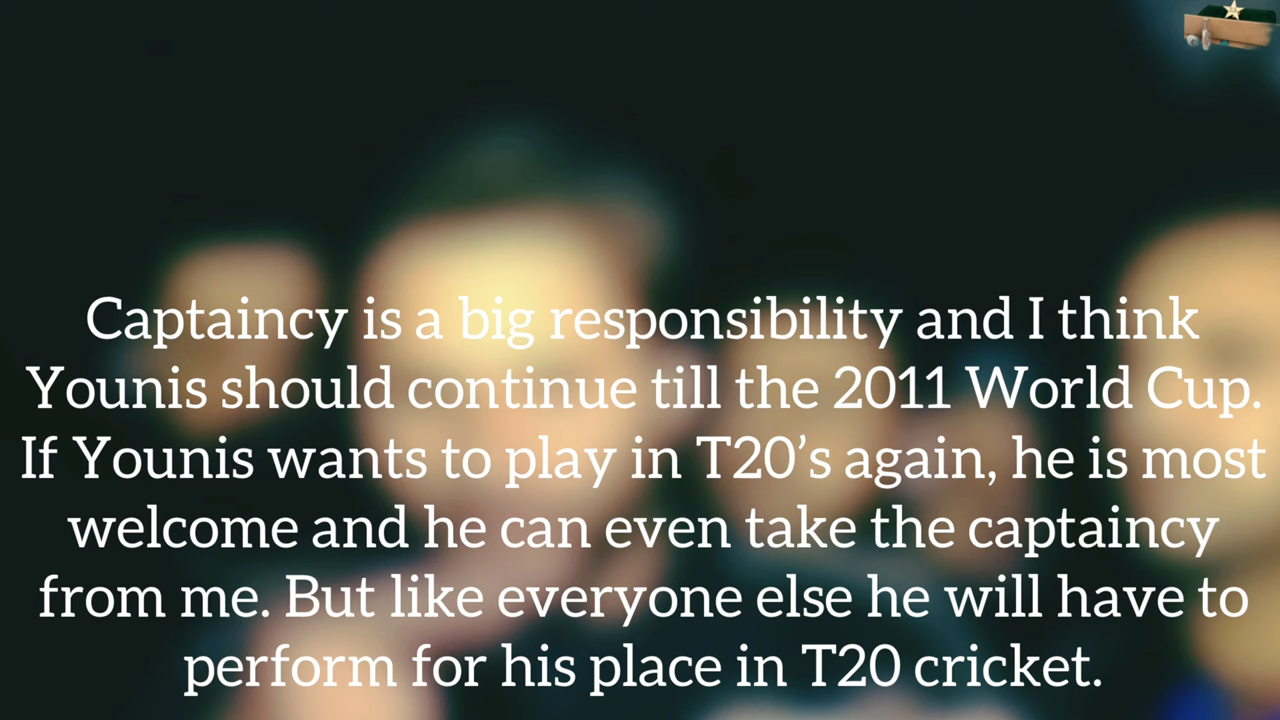 Captaincy is a big responsibility and I think
Younis should continue till the 2011 World Cup.
If Younis wants to play in T20’s again, he is most
welcome and he can even take the captaincy
from me. But like everyone else he will have to
perform for his place in T20 cricket.